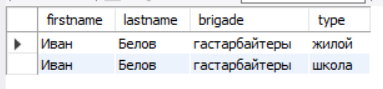 firstname lastname brigade type
Иван Белов гастарбайтеры жилой
Иван Белов гастарбайтеры школа